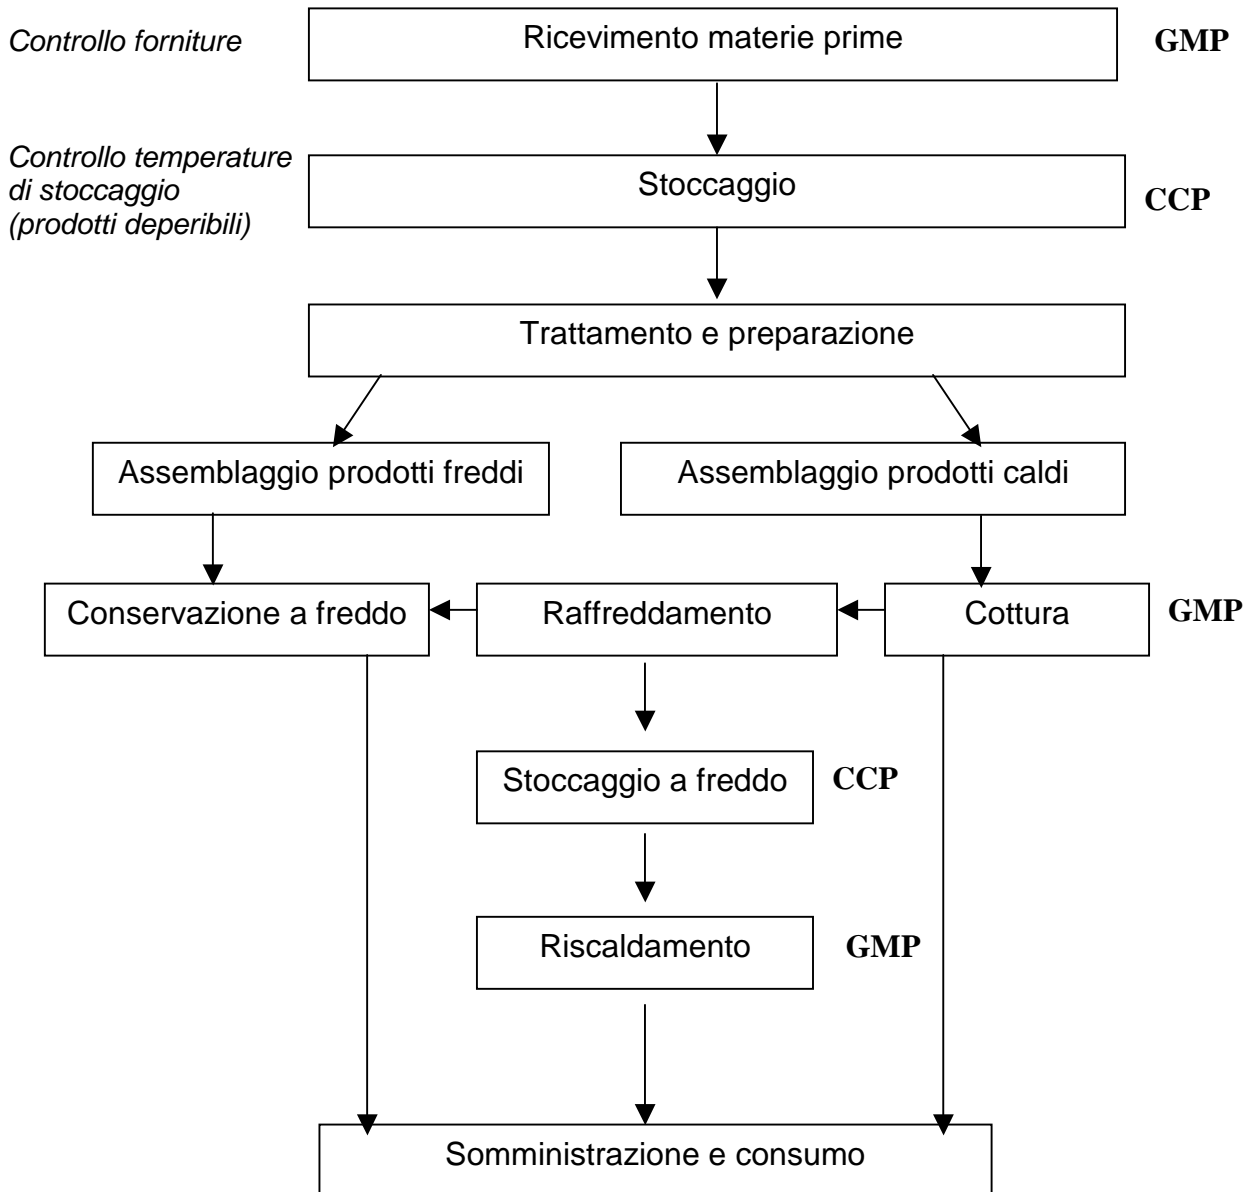 Controllo forniture
Ricevimento materie prime
GMP
Controllo temperature
di stoccaggio
(prodotti deperibili)
Stoccaggio
CCP
Trattamento e preparazione
Assemblaggio prodotti freddi
Assemblaggio prodotti caldi
Conservazione a freddo
Raffreddamento
Cottura
GMP
Stoccaggio a freddo
CCP
Riscaldamento
GMP
Somministrazione e consumo